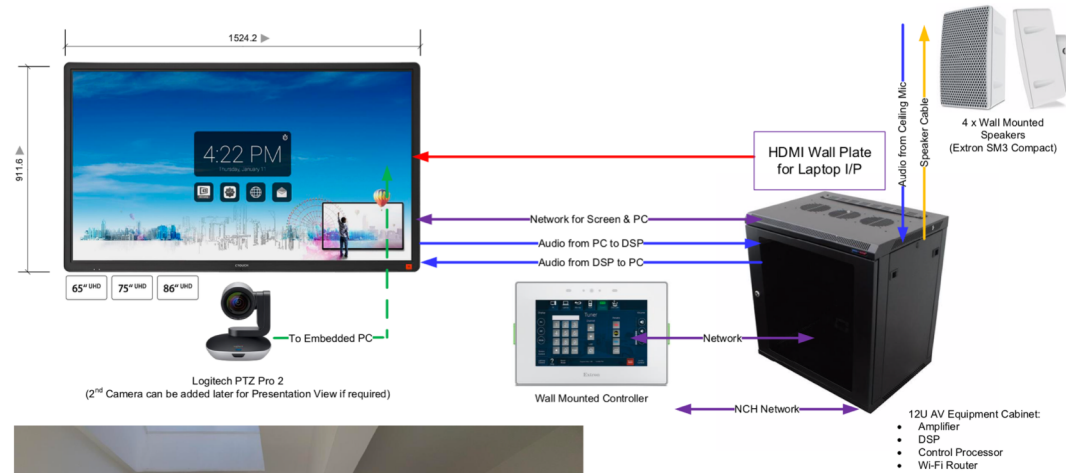 1524.2
911.6
4:22 PM
Thursday, January 1
65" UHD
75" UHD
86" UHD
To Embedded PC
Logitech PTZ Pro 2
(2nd Camera can be added later for Presentation View if required)
HDMI Wall Plate
for Laptop I/P
Network for Screen & PC
Audio from PC to DSP
Audio from DSP to PC
Tuner
Extron
Wall Mounted Controller
Network
NCH Network
Audio from Ceiling Mic
Speaker Cable
4 x Wall Mounted
Speakers
(Extron SM3 Compact)
12U AV Equipment Cabinet:
• Amplifier
• DSP
• Control Processor
• Wi-Fi Router